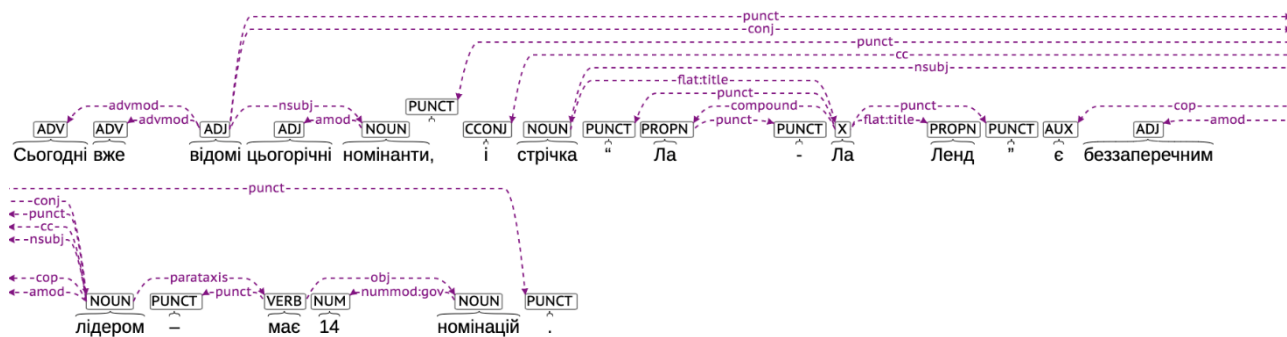 punct
conj
punct
cc
nsubj
flat:title
punct
advmod nsubj PUNCT compound punct cop
advmod amod punct flat:title amod
ADV ADV ADJ ADJ NOUN CCONJ NOUN PUNCT PROPN PUNCT X PROPN PUNCT AUX ADJ
Сьогодні вже відомі цьогорічні номінанти, і стрічка “ Ла - Ла Ленд ” є беззаперечним
punct
conj
punct
cc
nsubj
cop parataxis obj
amod punct nummod:gov
NOUN PUNCT VERB NUM NOUN PUNCT
лідером – має 14 номінацій .